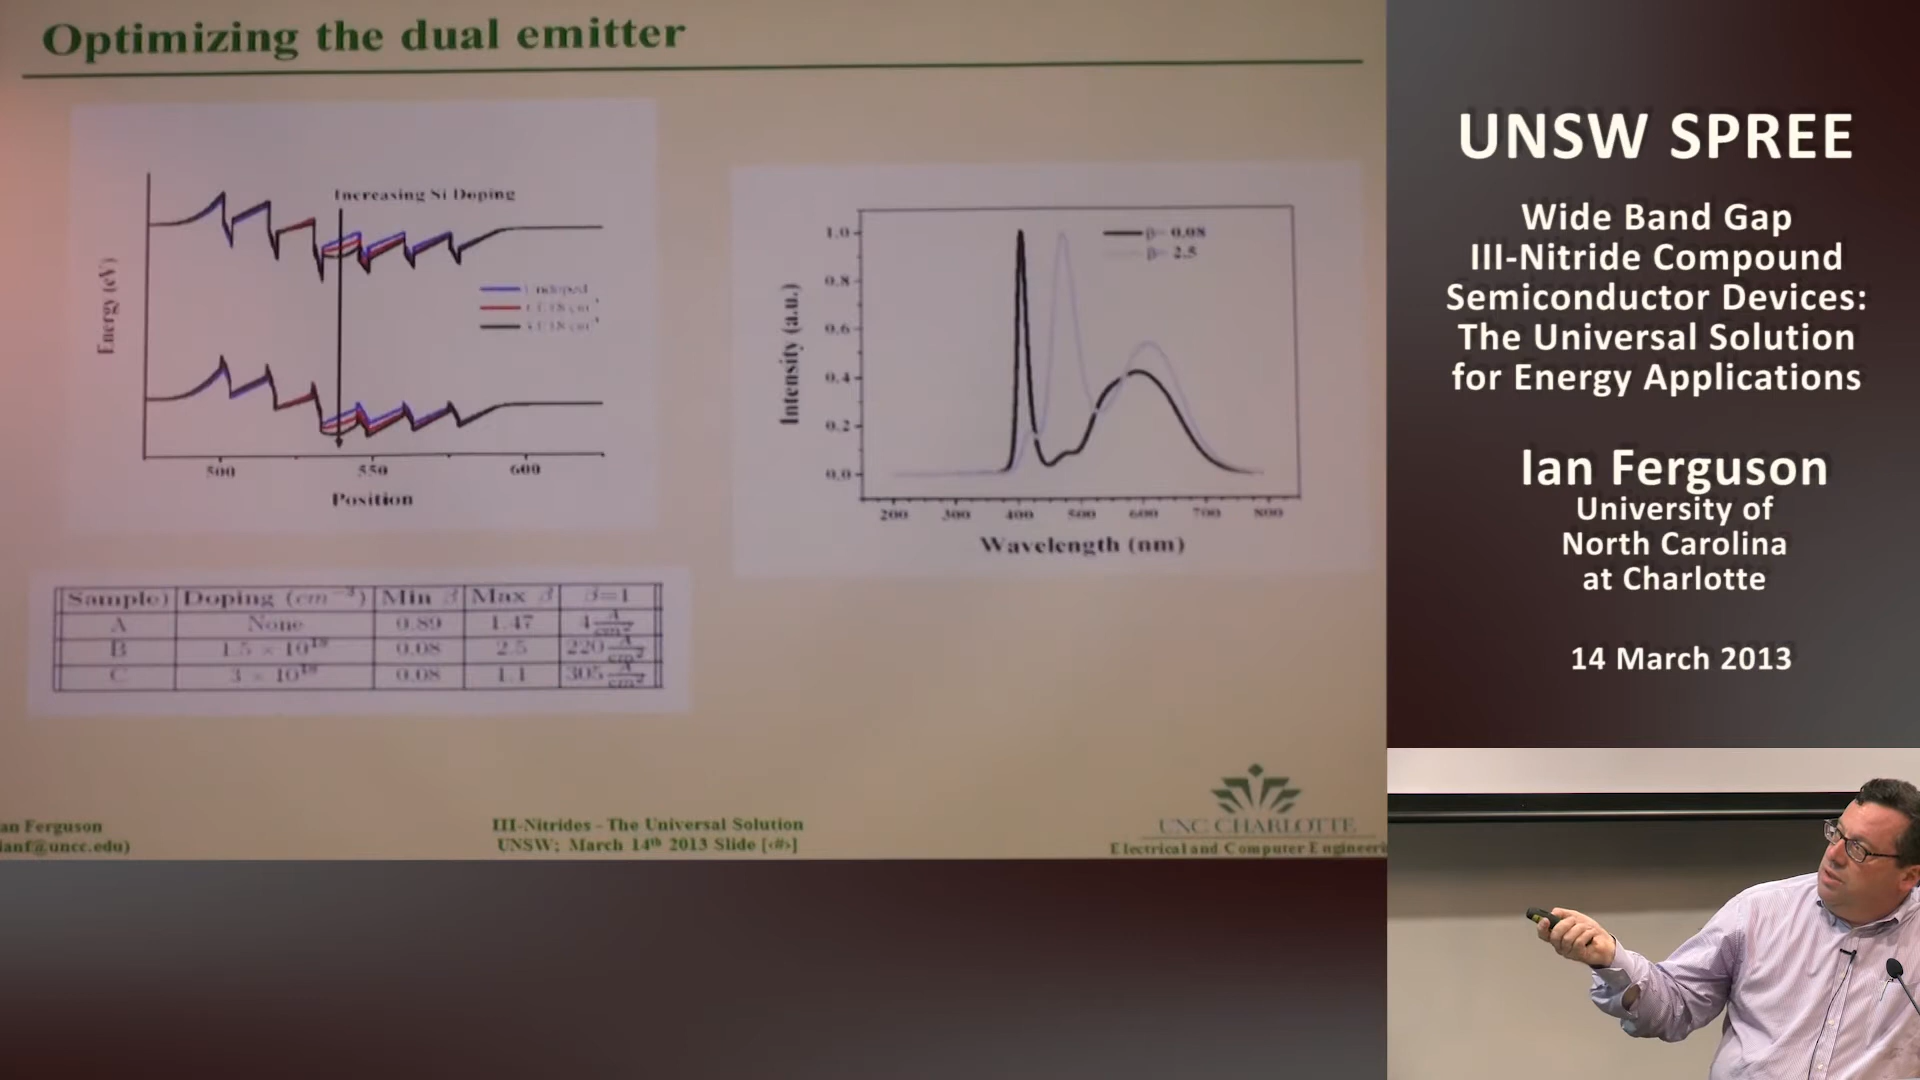 Optimizing the dual emitter
Increasing Si Doping
Energy (eV)
Undoped
500
550
600
Position
β= 0.08
β= 2.5
Intensity (a.u.)
1.0
0.8
0.6
0.4
0.2
0.0
200
300
400
500
600
700
800
Wavelength (nm)
Sample) Doping (cm⁻³) Min β Max β β=1
A None 0.89 1.47 4 A/cm²
B 1.5 × 10¹⁸ 0.08 2.5 220 A/cm²
C 3 × 10¹⁸ 0.08 1.1 305 A/cm²
an Ferguson
ianf@uncc.edu)
III-Nitrides - The Universal Solution
UNSW; March 14th 2013 Slide [‹#›]
UNC CHARLOTTE
Electrical and Computer Engineeri
UNSW SPREE
Wide Band Gap
III-Nitride Compound
Semiconductor Devices:
The Universal Solution
for Energy Applications
Ian Ferguson
University of
North Carolina
at Charlotte
14 March 2013